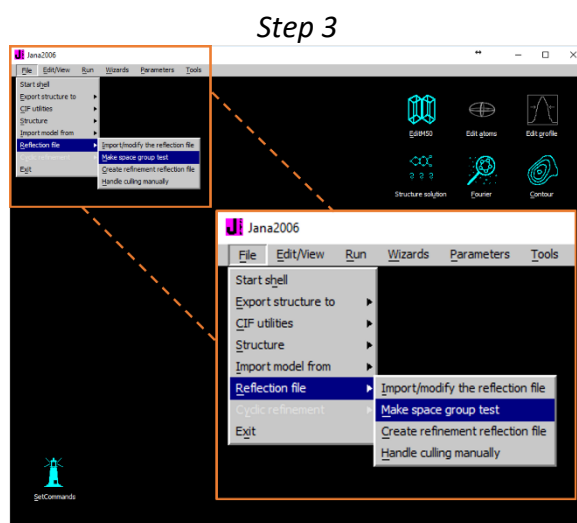 Step 3
Jana2006
File Edit/View Run Wizards Parameters Tools
Start shell
Export structure to
CIF utilities
Structure
Import model from
Reflection file
Cyclic refinement
Exit
Import/modify the reflection file
Make space group test
Create refinement reflection file
Handle culling manually
EditM50
Edit atoms
Edit profile
Structure solution
Fourier
Contour
Jana2006
File Edit/View Run Wizards Parameters Tools
Start shell
Export structure to
CIF utilities
Structure
Import model from
Reflection file
Cyclic refinement
Exit
Import/modify the reflection file
Make space group test
Create refinement reflection file
Handle culling manually
SetCommands